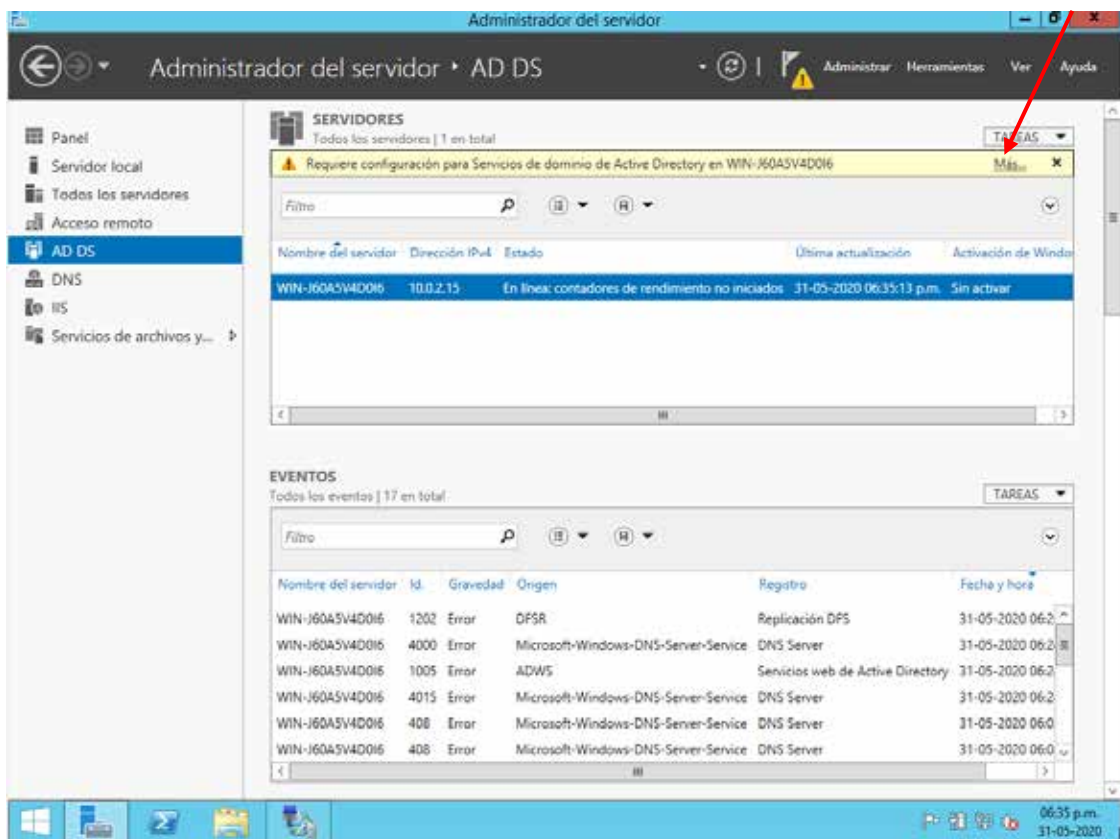 Administrador del servidor
Administrador del servidor • AD DS
Administrar Herramientas Ver Ayuda
Panel
Servidor local
Todos los servidores
Acceso remoto
AD DS
DNS
IIS
Servicios de archivos y...
SERVIDORES
Todos los servidores | 1 en total
TAREAS
Requiere configuración para Servicios de dominio de Active Directory en WIN-J60A5V4D0I6 Más...
Filtro
Nombre del servidor Dirección IPv4 Estado Última actualización Activación de Window
WIN-J60A5V4D0I6 10.0.2.15 En línea: contadores de rendimiento no iniciados 31-05-2020 06:35:13 p.m. Sin activar
EVENTOS
Todos los eventos | 17 en total
TAREAS
Filtro
Nombre del servidor Id. Gravedad Origen Registro Fecha y hora
WIN-J60A5V4D0I6 1202 Error DFSR Replicación DFS 31-05-2020 06:2
WIN-J60A5V4D0I6 4000 Error Microsoft-Windows-DNS-Server-Service DNS Server 31-05-2020 06:2
WIN-J60A5V4D0I6 1005 Error ADWS Servicios web de Active Directory 31-05-2020 06:2
WIN-J60A5V4D0I6 4015 Error Microsoft-Windows-DNS-Server-Service DNS Server 31-05-2020 06:2
WIN-J60A5V4D0I6 408 Error Microsoft-Windows-DNS-Server-Service DNS Server 31-05-2020 06:0
WIN-J60A5V4D0I6 408 Error Microsoft-Windows-DNS-Server-Service DNS Server 31-05-2020 06:0
06:35 p.m.
31-05-2020